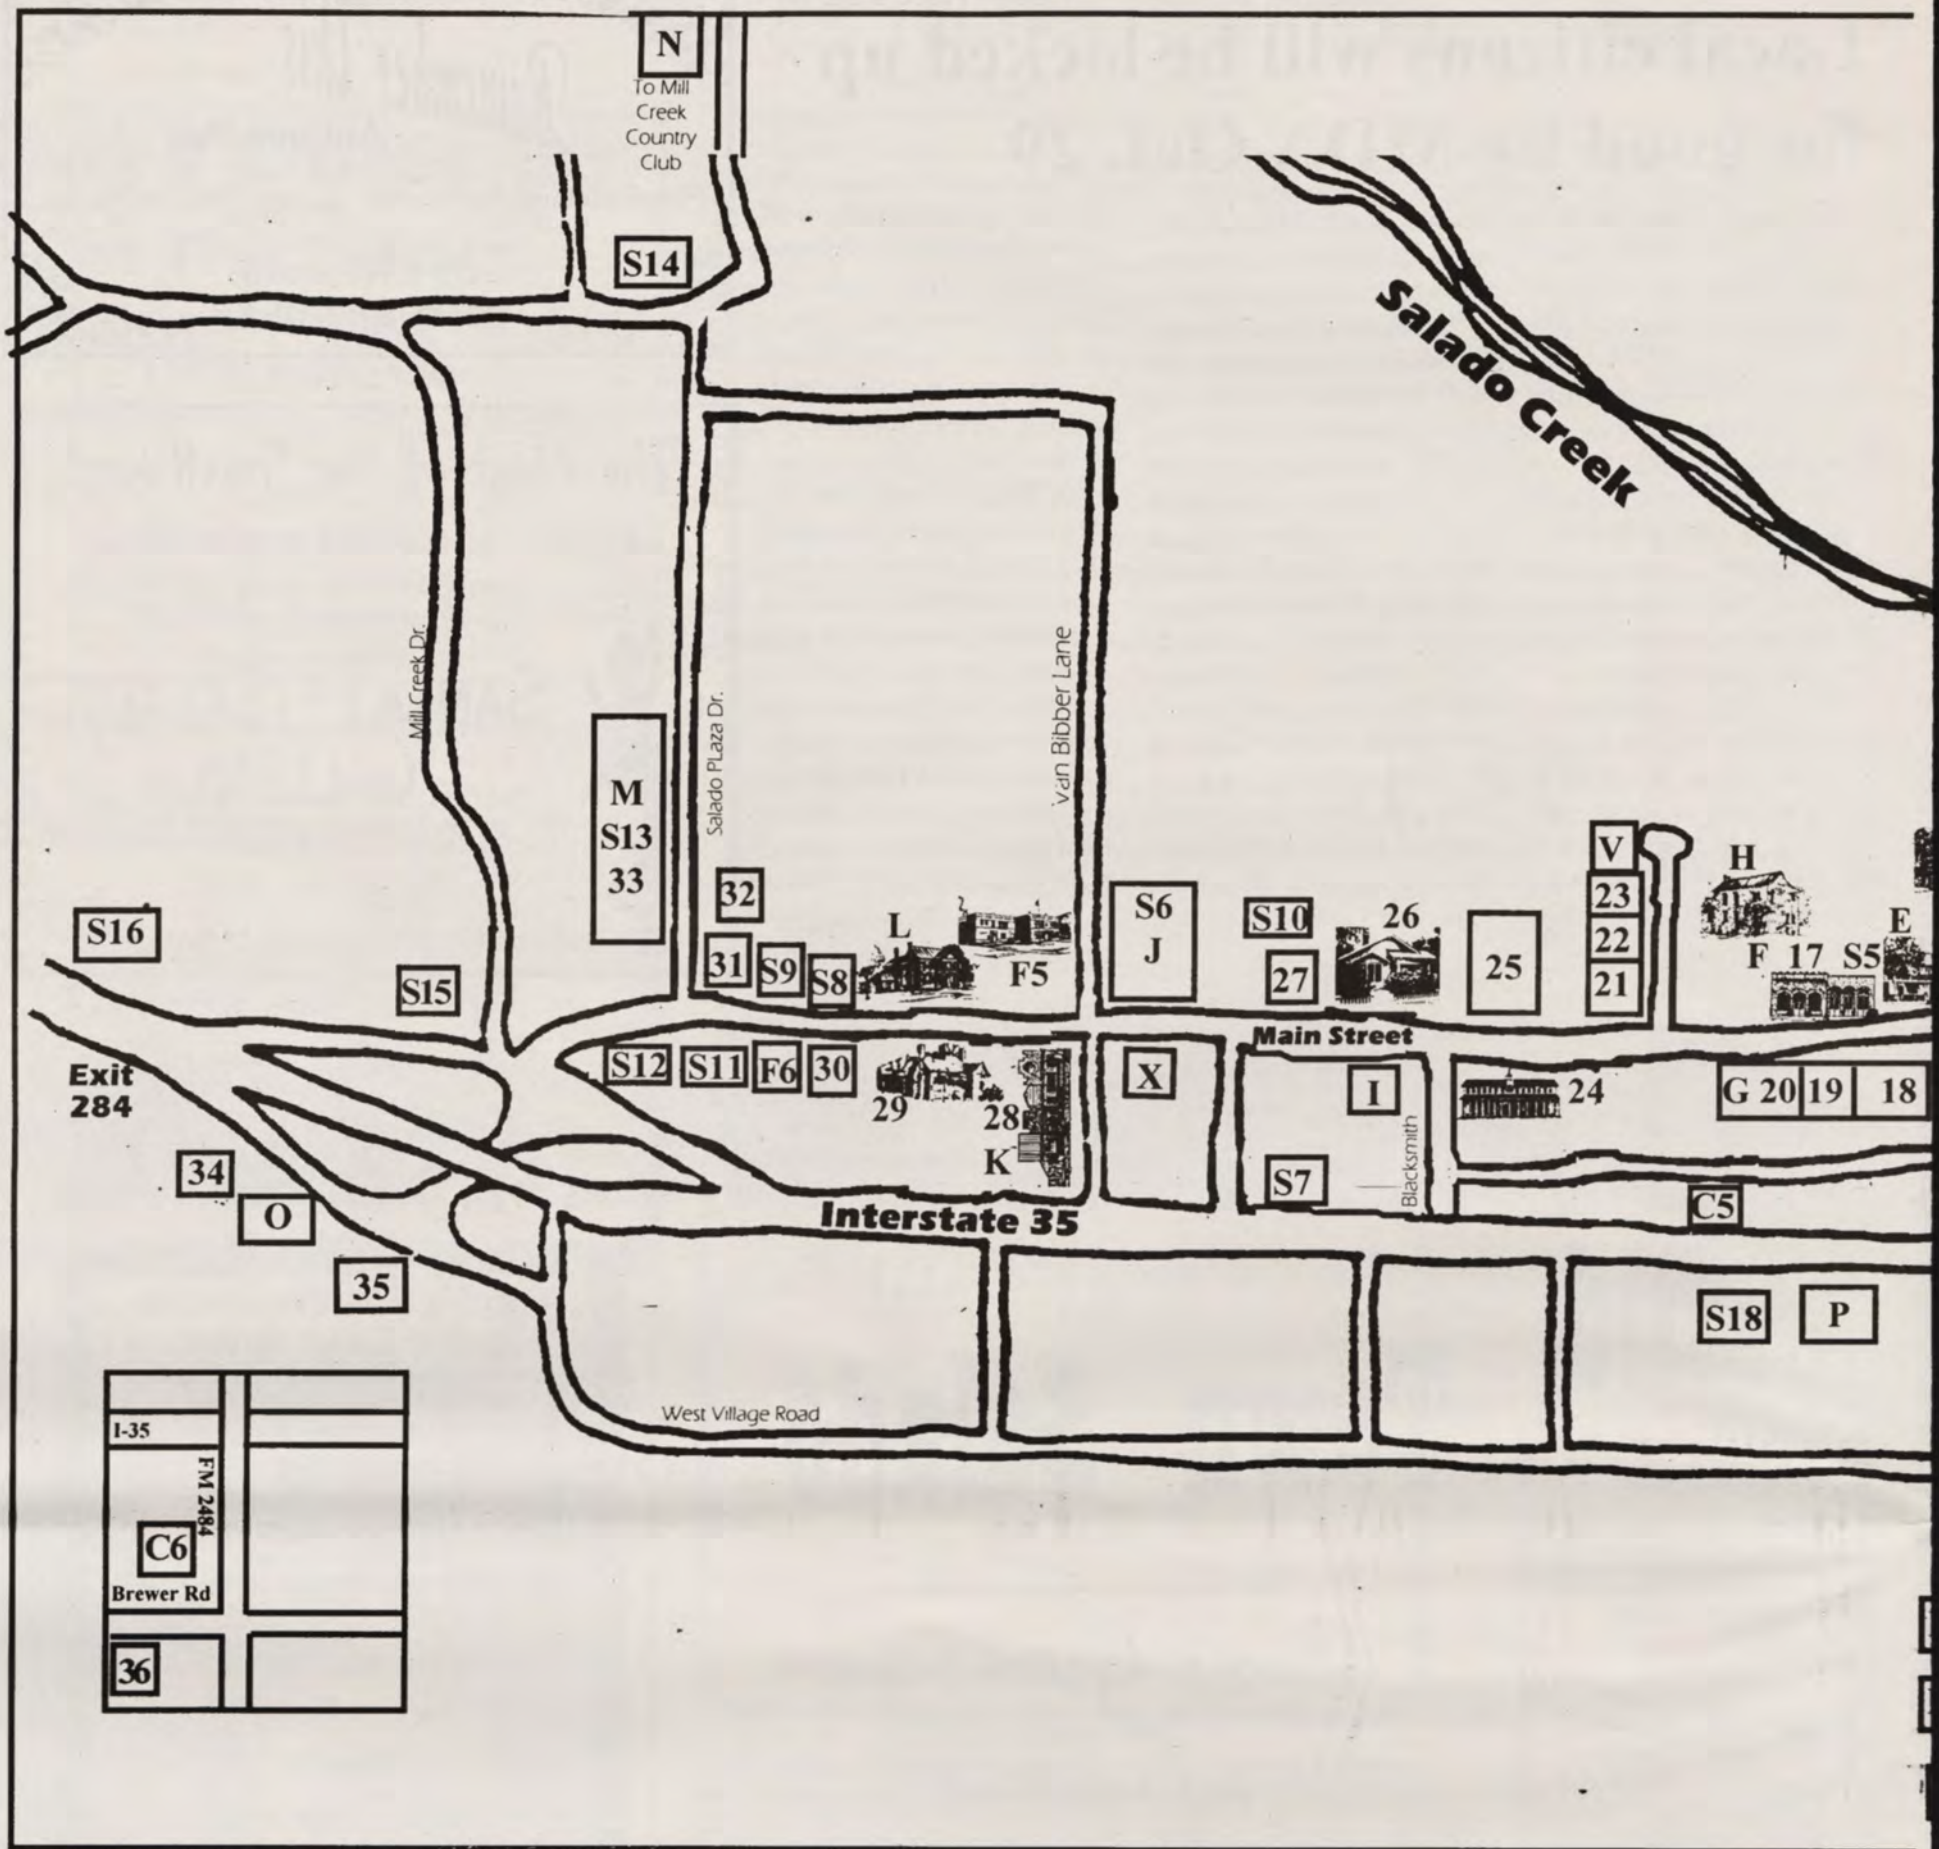 N
To Mill
Creek
Country
Club
S14
Salado Creek
Mill Creek Dr.
Salado PLaza Dr.
Van Bibber Lane
M
S13
33
32
31
S9
S8
L
F5
S6
J
S10
27
26
25
V
23
22
21
H
F 17 S5
E
S16
S15
Main Street
Exit
284
S12
S11
F6
30
29
28
K
X
I
Blacksmith
24
G 20
19
18
S7
C5
34
O
35
Interstate 35
S18
P
West Village Road
I-35
FM 2484
C6
Brewer Rd
36